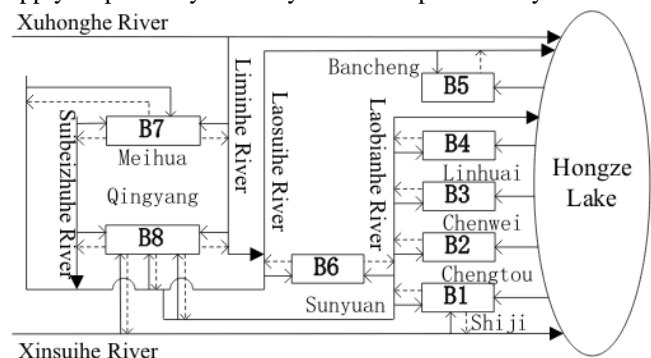 Xuhonghe River
Bancheng
B5
Liminhe River
Laosuihe River
Laobianhe River
Suibeizhuhe River
B7
Meihua
B4
Linhuai
Hongze
Lake
B3
Chenwei
Qingyang
B8
B2
Chengtou
B6
Sunyuan
B1
Shiji
Xinsuihe River